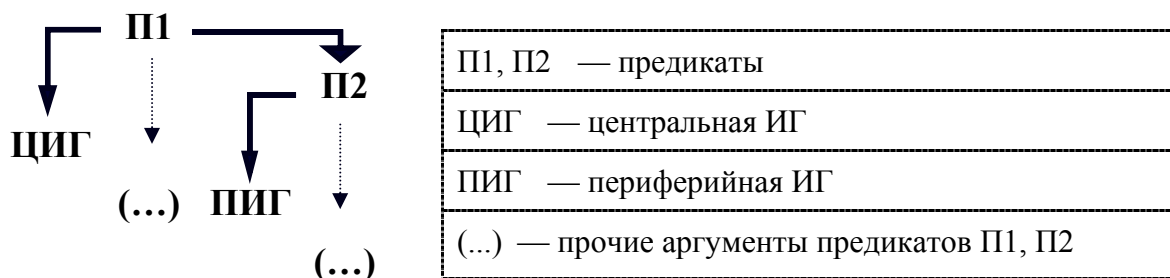 П1
П2
ЦИГ
(…) ПИГ
(…)
П1, П2 — предикаты
ЦИГ — центральная ИГ
ПИГ — периферийная ИГ
(...) — прочие аргументы предикатов П1, П2